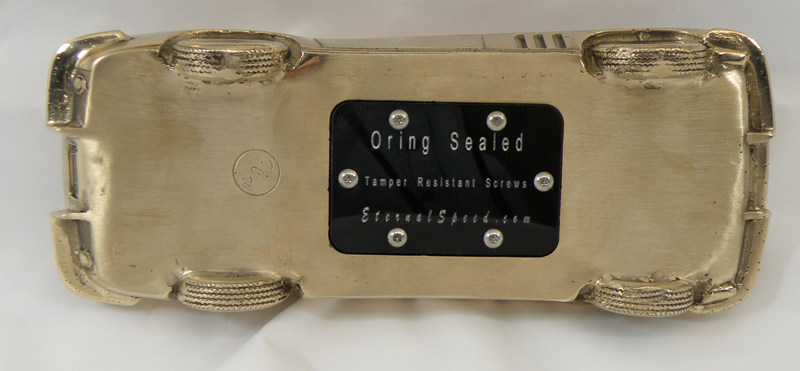 Oring Sealed
Tamper Resistant Screws
EternalSpeed.com